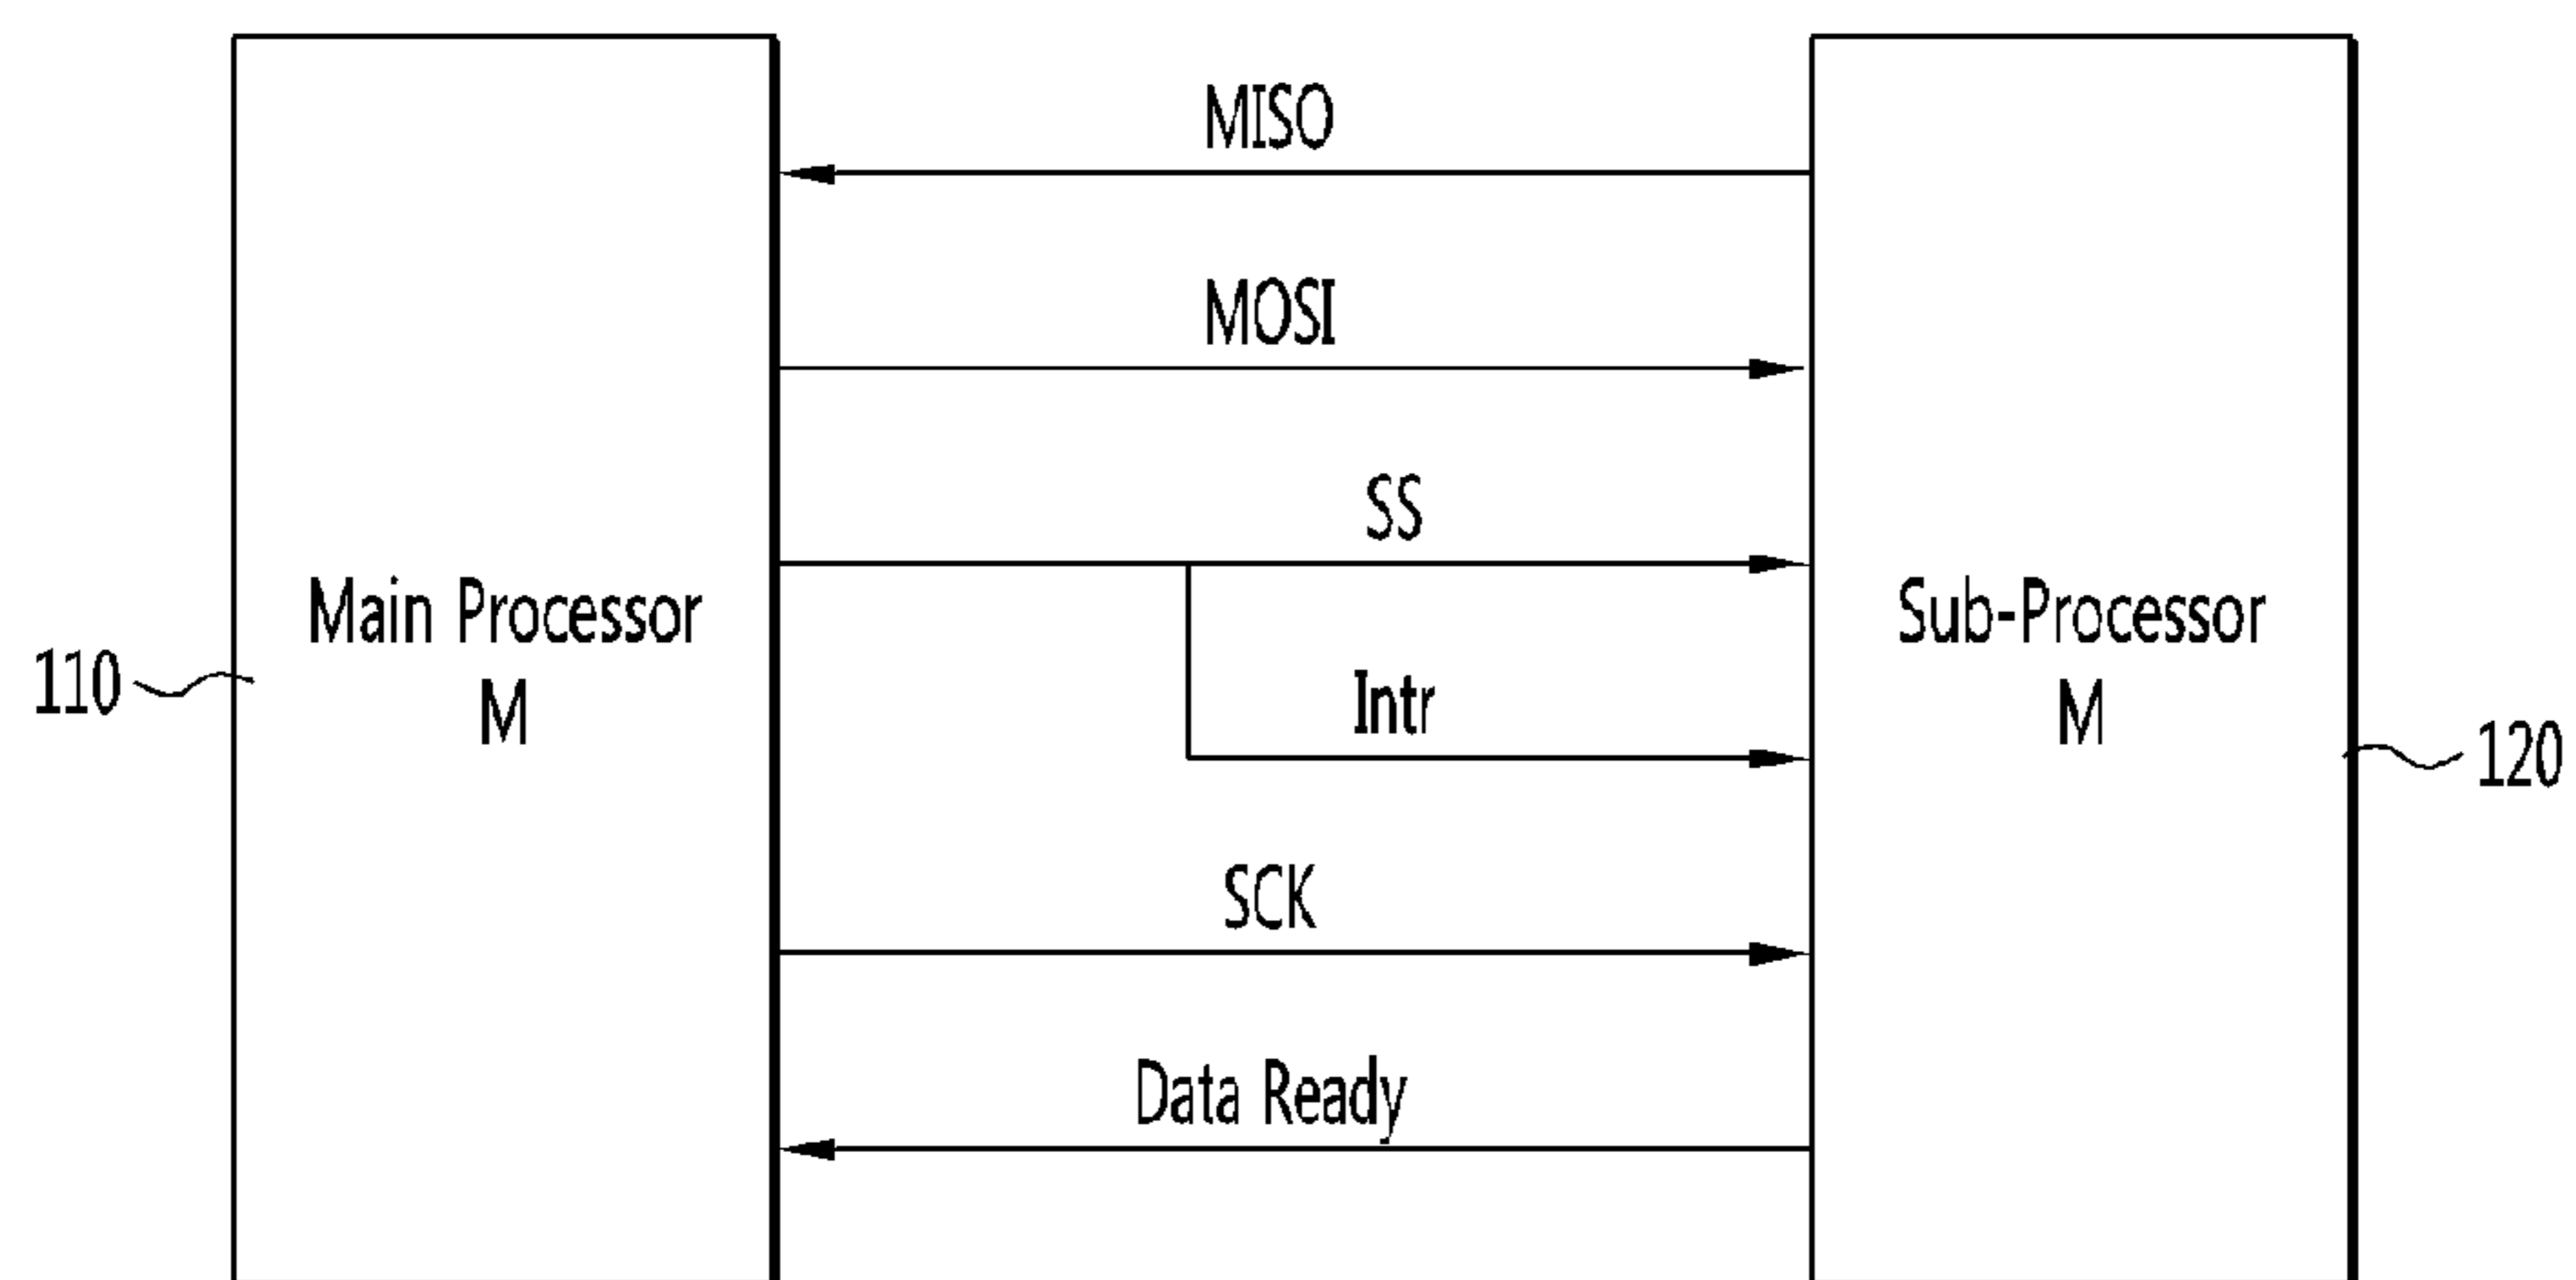 MISO
MOSI
SS
Main Processor
M
110
Intr
Sub-Processor
M
120
SCK
Data Ready